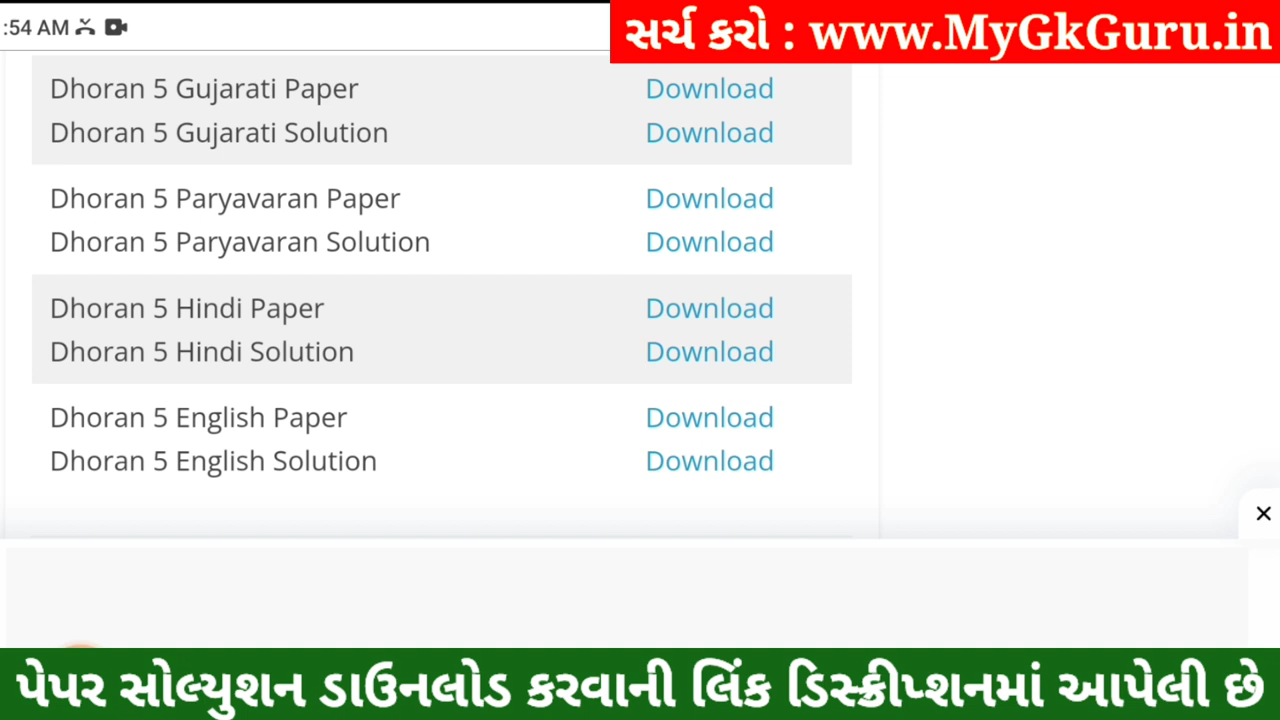 :54 AM
સર્ચ કરો : www.MyGkGuru.in
Dhoran 5 Gujarati Paper Download
Dhoran 5 Gujarati Solution Download
Dhoran 5 Paryavaran Paper Download
Dhoran 5 Paryavaran Solution Download
Dhoran 5 Hindi Paper Download
Dhoran 5 Hindi Solution Download
Dhoran 5 English Paper Download
Dhoran 5 English Solution Download
પેપર સોલ્યુશન ડાઉનલોડ કરવાની લિંક ડિસ્ક્રીપ્શનમાં આપેલી છે